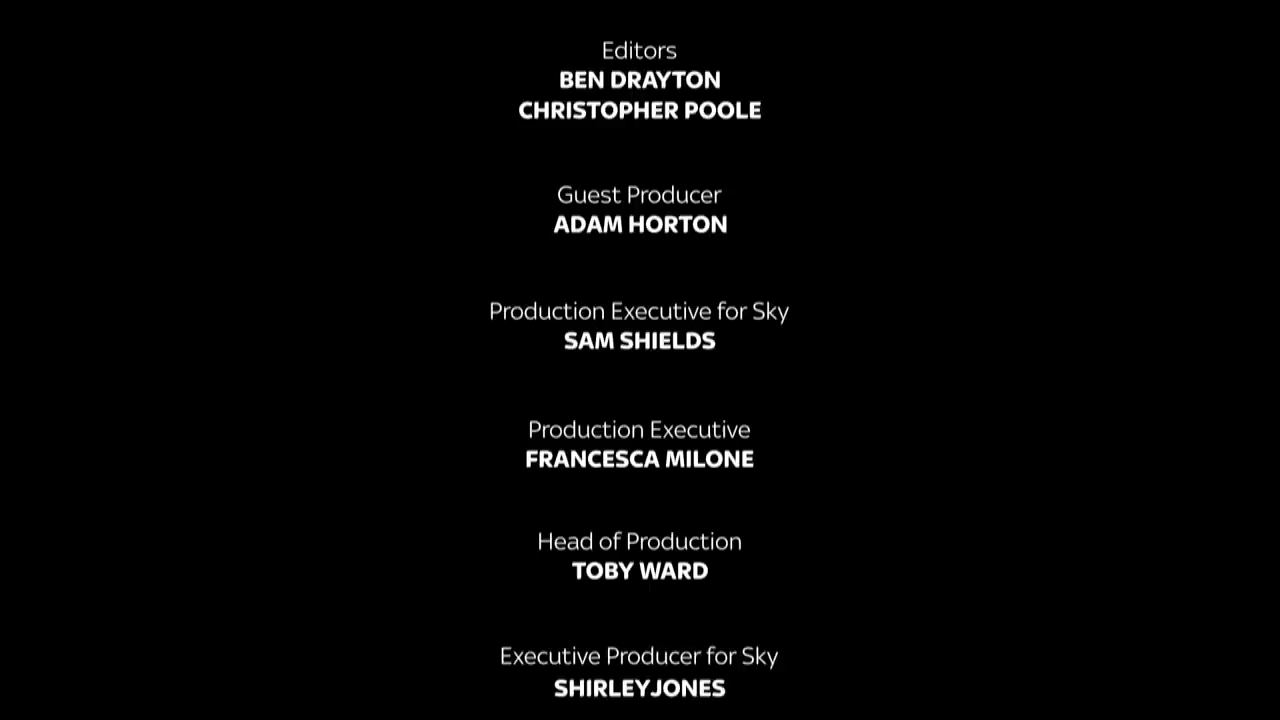 Editors
BEN DRAYTON
CHRISTOPHER POOLE
Guest Producer
ADAM HORTON
Production Executive for Sky
SAM SHIELDS
Production Executive
FRANCESCA MILONE
Head of Production
TOBY WARD
Executive Producer for Sky
SHIRLEYJONES